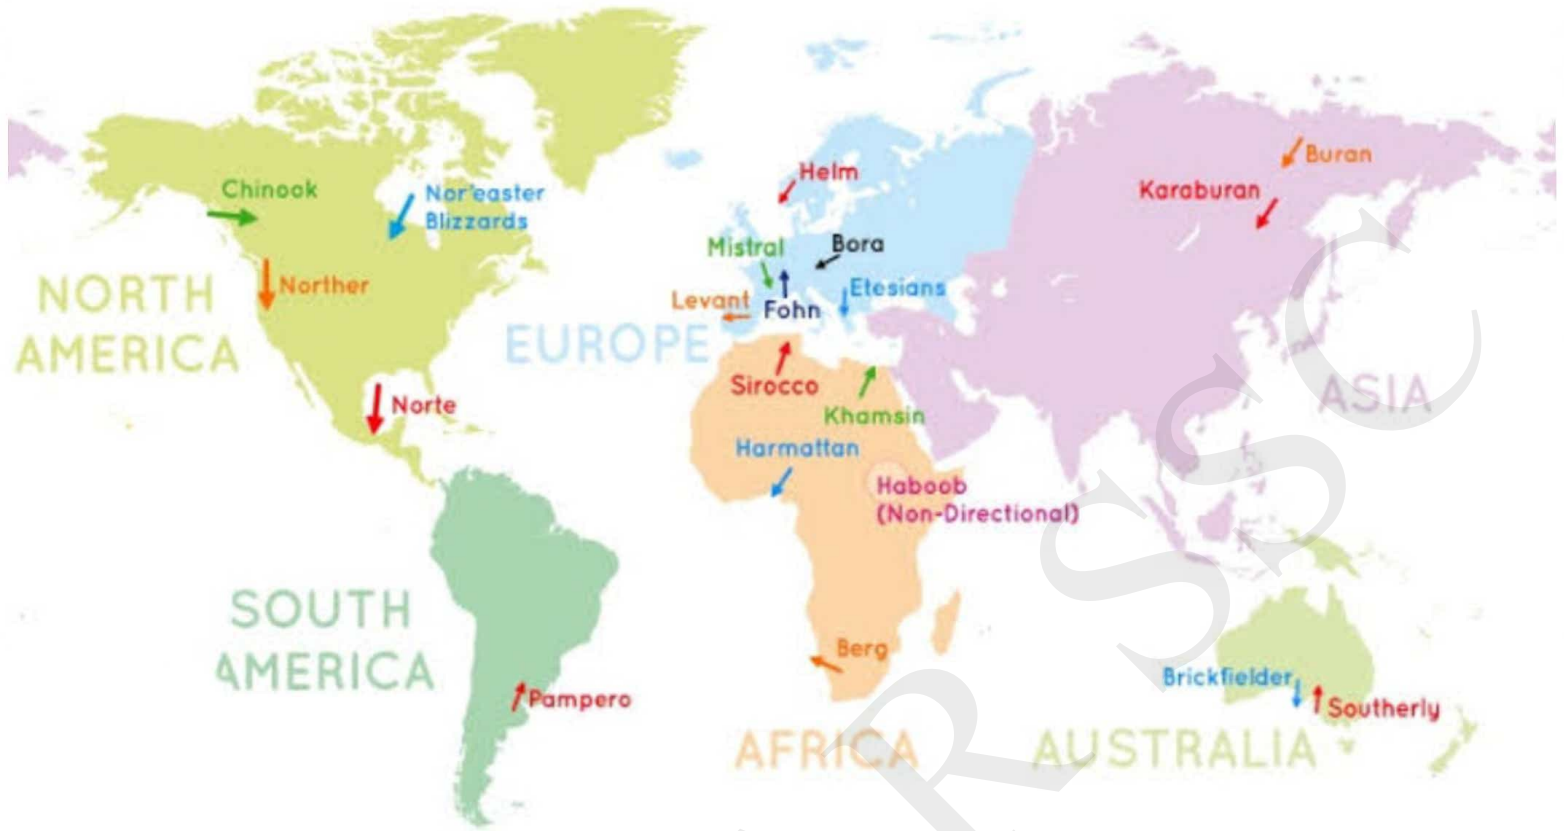 Chinook
Nor'easter
Blizzards
Norther
NORTH
AMERICA
Norte
SOUTH
AMERICA
Pampero
Helm
Mistral
Bora
Levant
Fohn
Etesians
EUROPE
Sirocco
Khamsin
Harmattan
Haboob
(Non-Directional)
Berg
AFRICA
Buran
Karaburan
ASIA
Brickfielder
Southerly
AUSTRALIA
R SSC